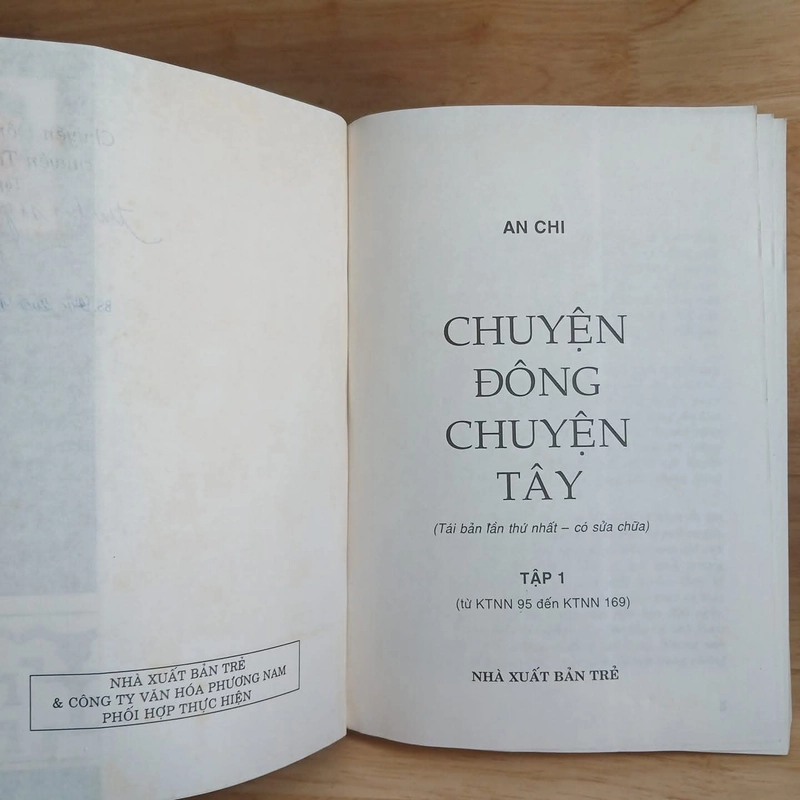 NHÀ XUẤT BẢN TRẺ
& CÔNG TY VĂN HÓA PHƯƠNG NAM
PHỐI HỢP THỰC HIỆN
AN CHI
CHUYỆN
ĐÔNG
CHUYỆN
TÂY
(Tái bản lần thứ nhất – có sửa chữa)
TẬP 1
(từ KTNN 95 đến KTNN 169)
NHÀ XUẤT BẢN TRẺ